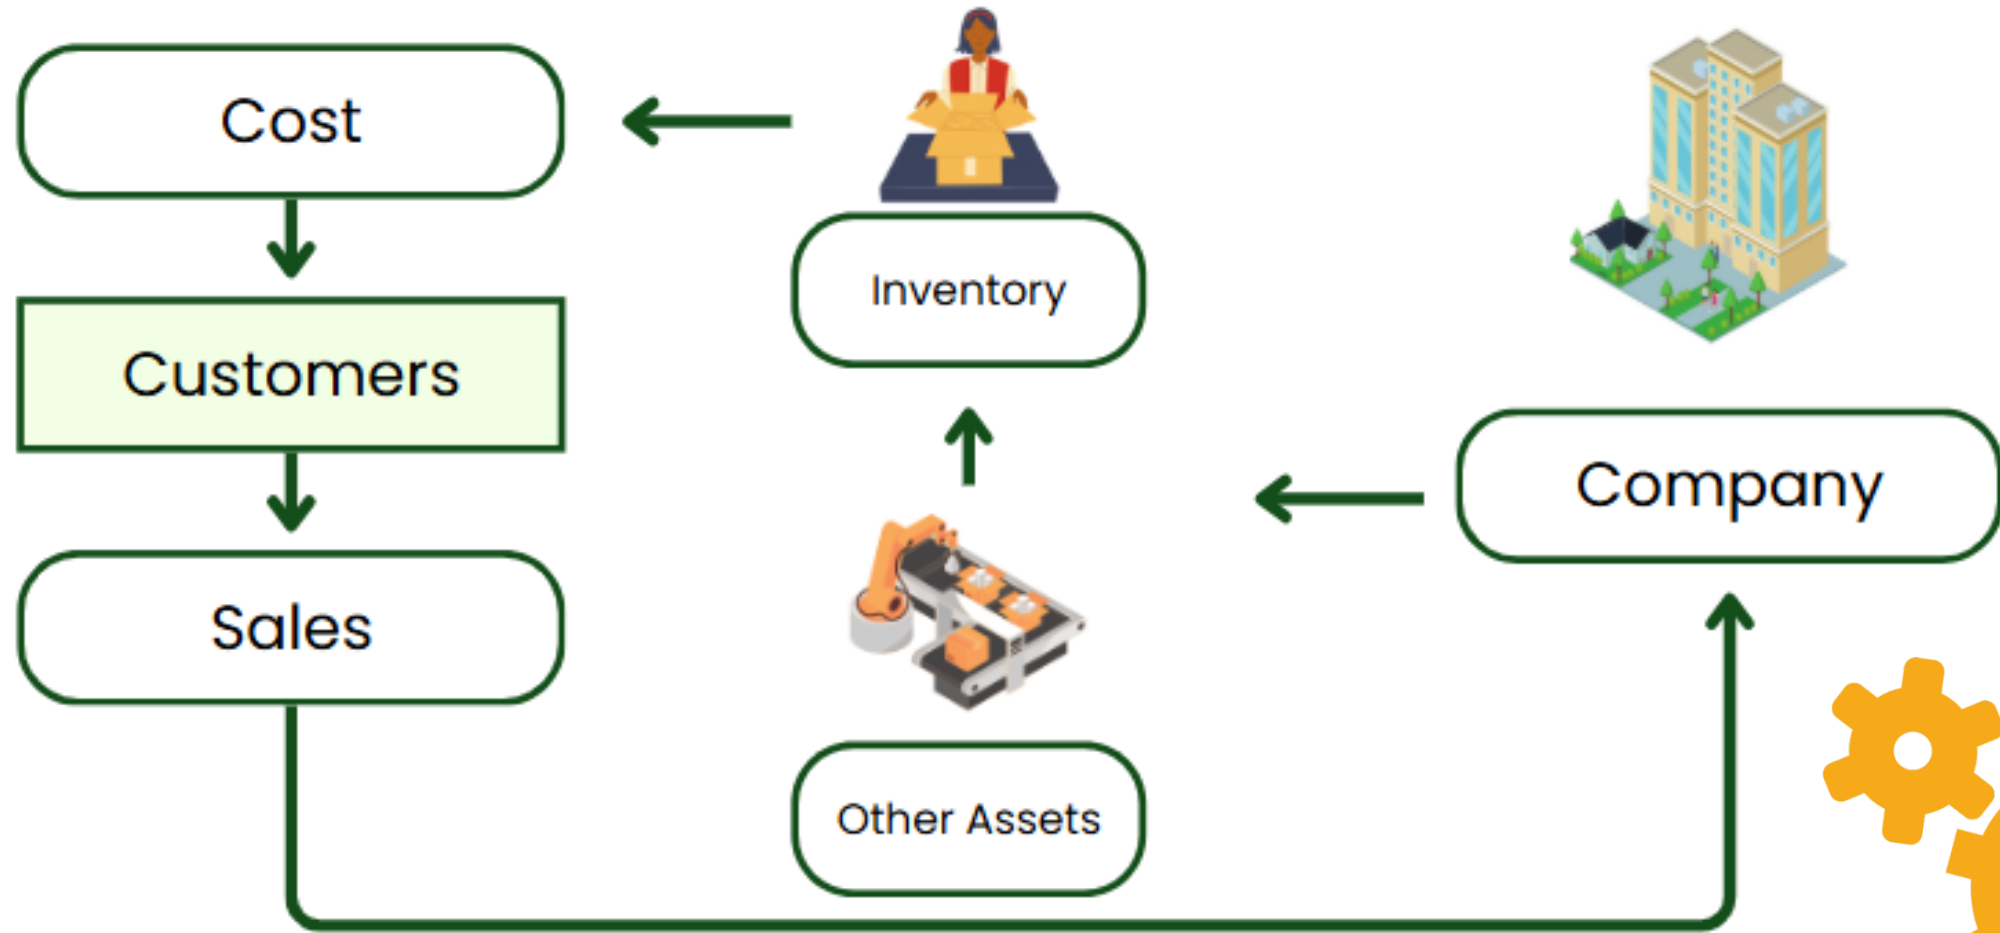 Cost
Inventory
Customers
Company
Sales
Other Assets